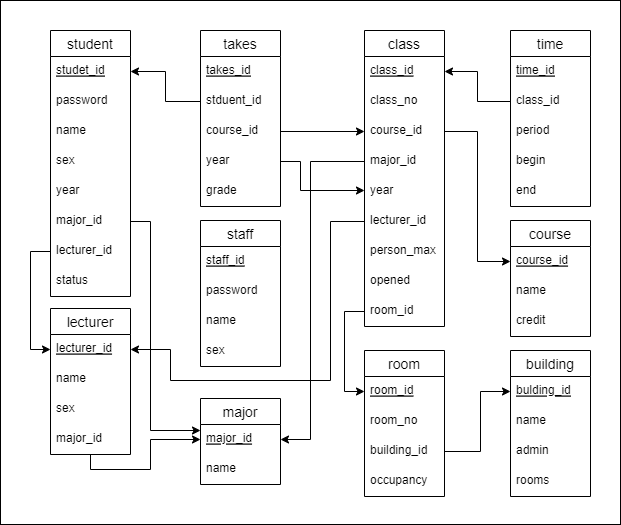 student
studet_id
password
name
sex
year
major_id
lecturer_id
status
takes
takes_id
stduent_id
course_id
year
grade
class
class_id
class_no
course_id
major_id
year
lecturer_id
person_max
opened
room_id
time
time_id
class_id
period
begin
end
staff
staff_id
password
name
sex
course
course_id
name
credit
lecturer
lecturer_id
name
sex
major_id
major
major_id
name
room
room_id
room_no
building_id
occupancy
building
bulding_id
name
admin
rooms